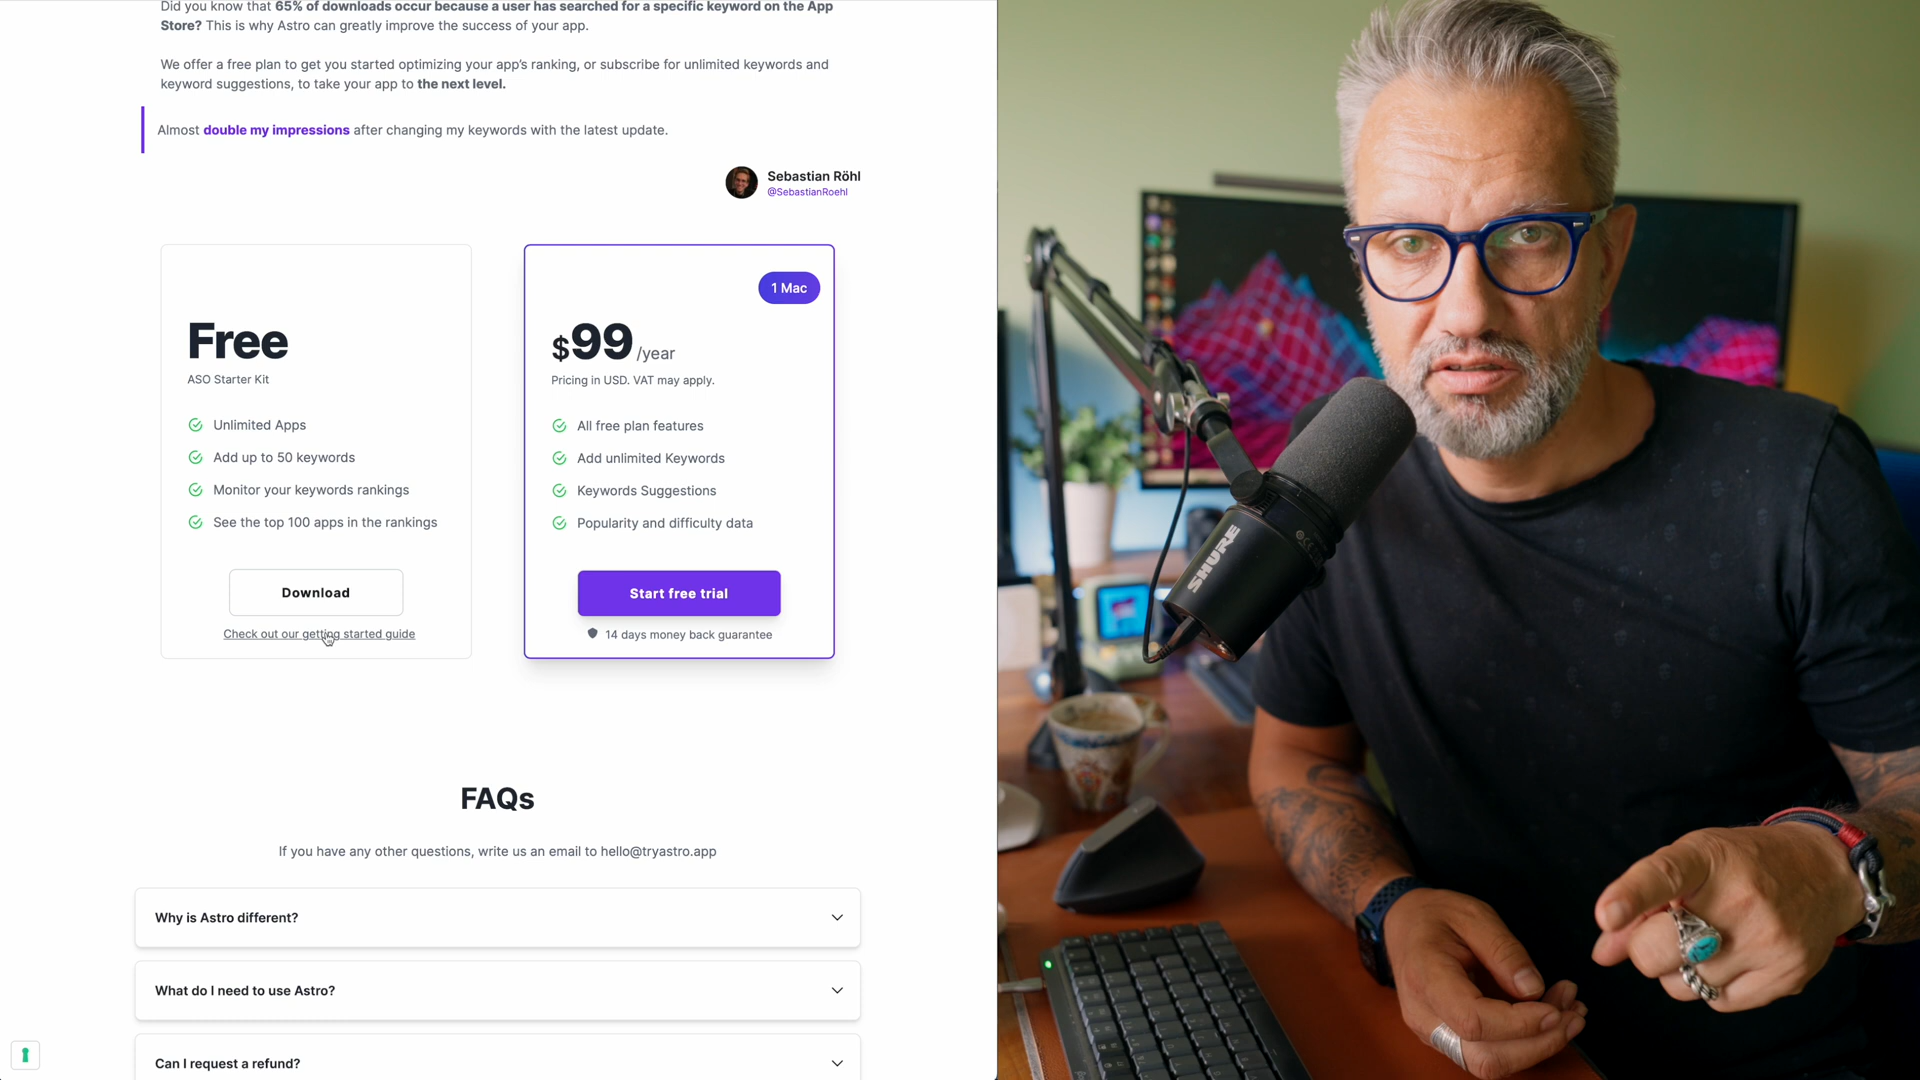 Did you know that 65% of downloads occur because a user has searched for a specific keyword on the App
Store? This is why Astro can greatly improve the success of your app.
We offer a free plan to get you started optimizing your app's ranking, or subscribe for unlimited keywords and
keyword suggestions, to take your app to the next level.
Almost double my impressions after changing my keywords with the latest update.
Sebastian Röhl
@SebastianRoehl
Free
ASO Starter Kit
Unlimited Apps
Add up to 50 keywords
Monitor your keywords rankings
See the top 100 apps in the rankings
Download
Check out our getting started guide
1 Mac
$99/year
Pricing in USD. VAT may apply.
All free plan features
Add unlimited Keywords
Keywords Suggestions
Popularity and difficulty data
Start free trial
14 days money back guarantee
FAQs
If you have any other questions, write us an email to hello@tryastro.app
Why is Astro different?
What do I need to use Astro?
Can I request a refund?
SHURE